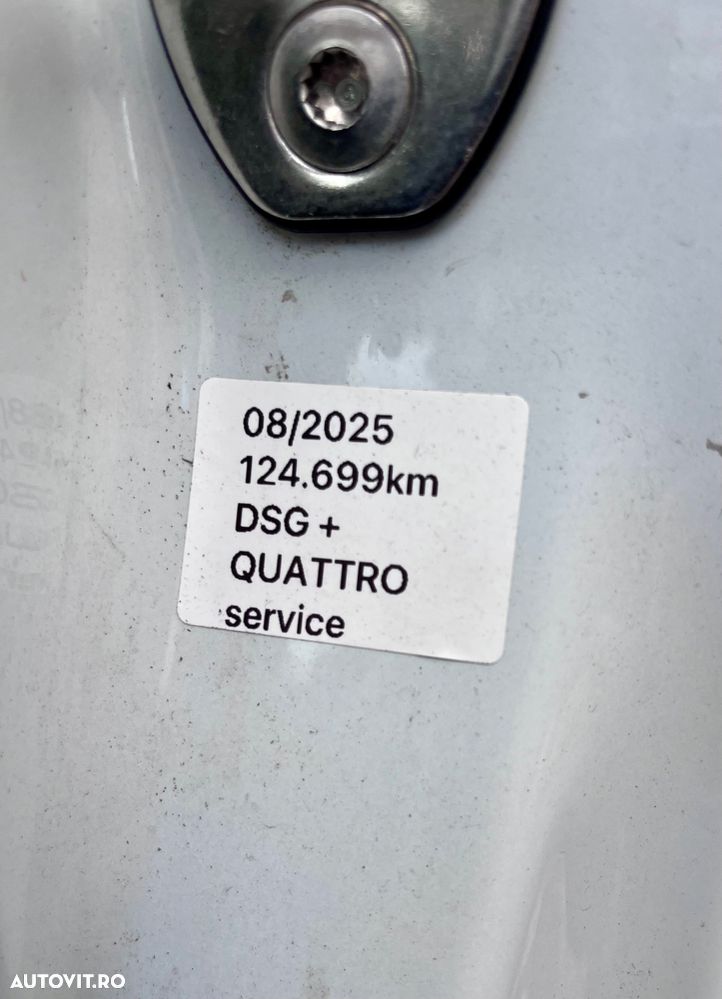 08/2025
124.699km
DSG +
QUATTRO
service
AUTOVIT.RO